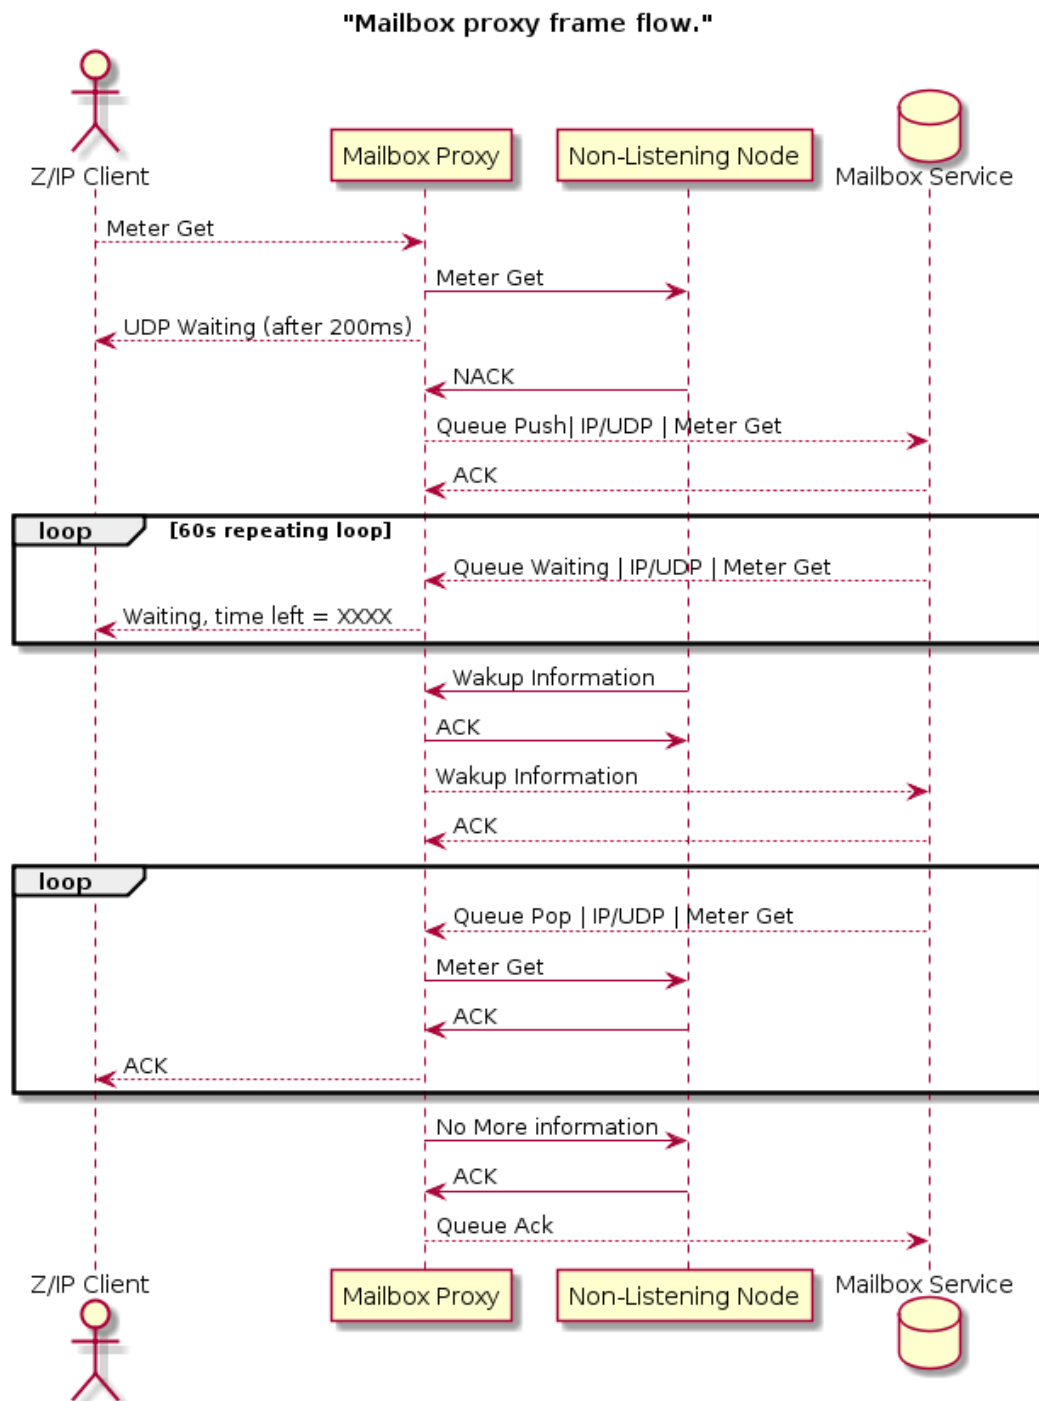 "Mailbox proxy frame flow."
Z/IP Client
Mailbox Proxy
Non-Listening Node
Mailbox Service
Meter Get
Meter Get
UDP Waiting (after 200ms)
NACK
Queue Push| IP/UDP | Meter Get
ACK
loop
[60s repeating loop]
Queue Waiting | IP/UDP | Meter Get
Waiting, time left = XXXX
Wakup Information
ACK
Wakup Information
ACK
loop
Queue Pop | IP/UDP | Meter Get
Meter Get
ACK
ACK
No More information
ACK
Queue Ack
Z/IP Client
Mailbox Proxy
Non-Listening Node
Mailbox Service